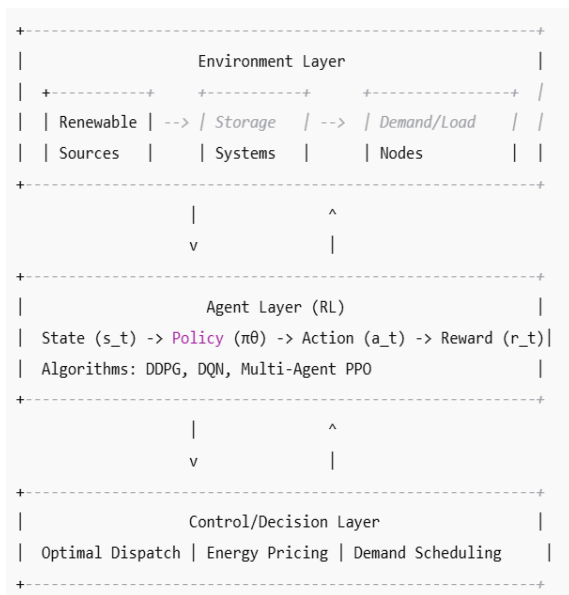 Environment Layer
| Renewable | --> | Storage | --> | Demand/Load | |
| | Sources | | Systems | | Nodes | |
| ^
v |
Agent Layer (RL)
| State (s_t) -> Policy (πθ) -> Action (a_t) -> Reward (r_t)|
| Algorithms: DDPG, DQN, Multi-Agent PPO |
| ^
v |
Control/Decision Layer
| Optimal Dispatch | Energy Pricing | Demand Scheduling |